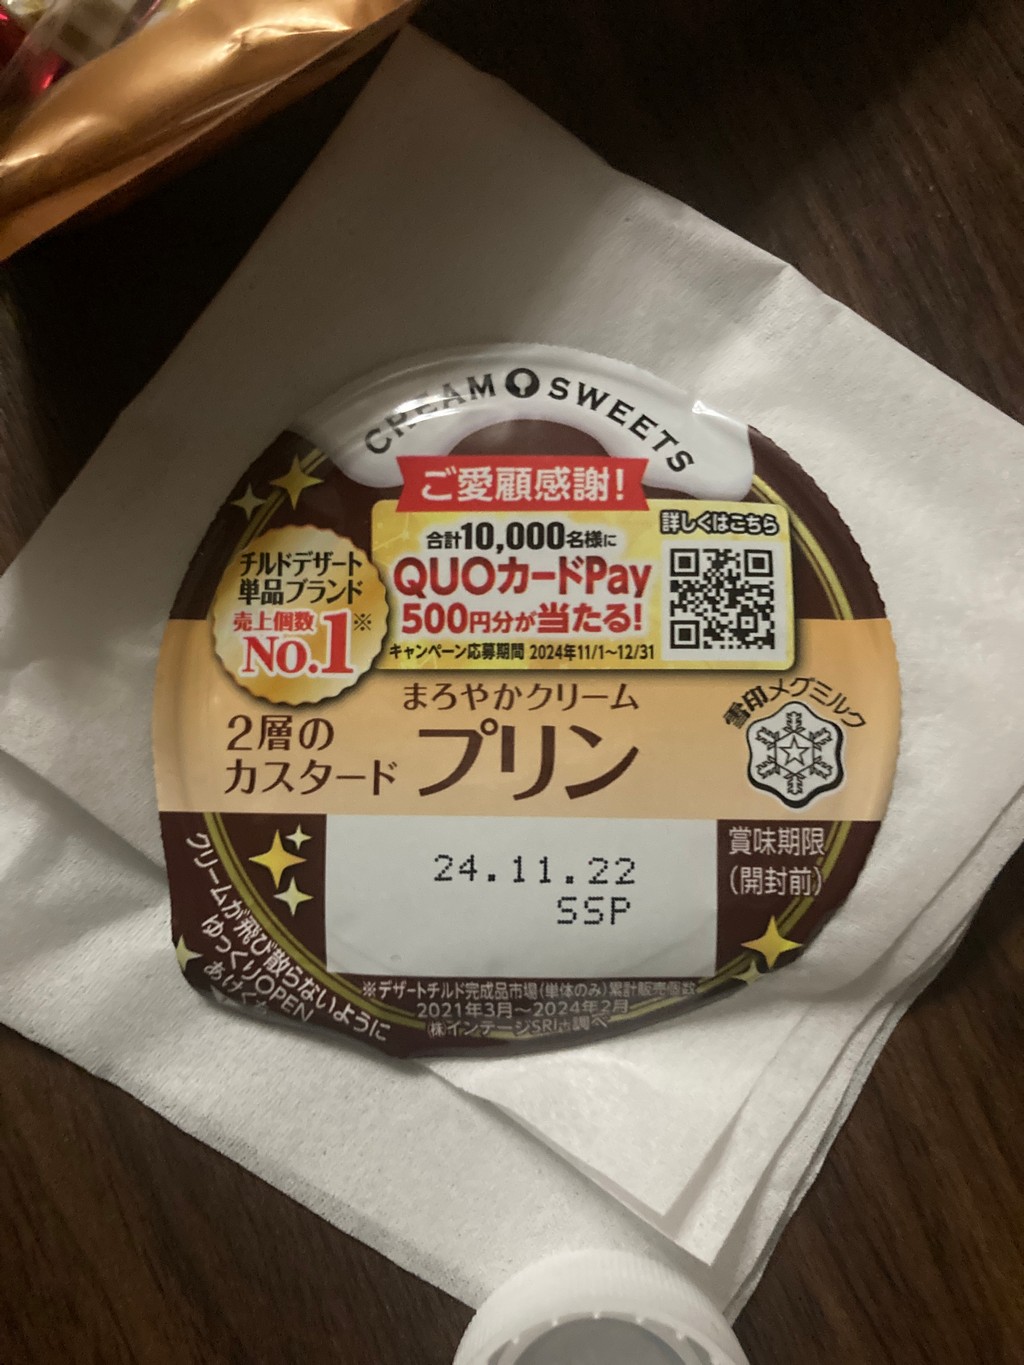 CREAM SWEETS
ご愛顧感謝!
合計10,000名様に
QUOカードPay
500円分が当たる!
キャンペーン応募期間 2024年11/1~12/31
詳しくはこちら
チルドデザート
単品ブランド
売上個数
No.1※
まろやかクリーム
2層の
カスタード
プリン
雪印メグミルク
24.11.22
SSP
賞味期限
(開封前)
クリームが飛び散らないように
ゆっくりOPEN
※デザートチルド完成品市場(単体のみ)累計販売個数
2021年3月~2024年2月
㈱インテージSRI+調べ